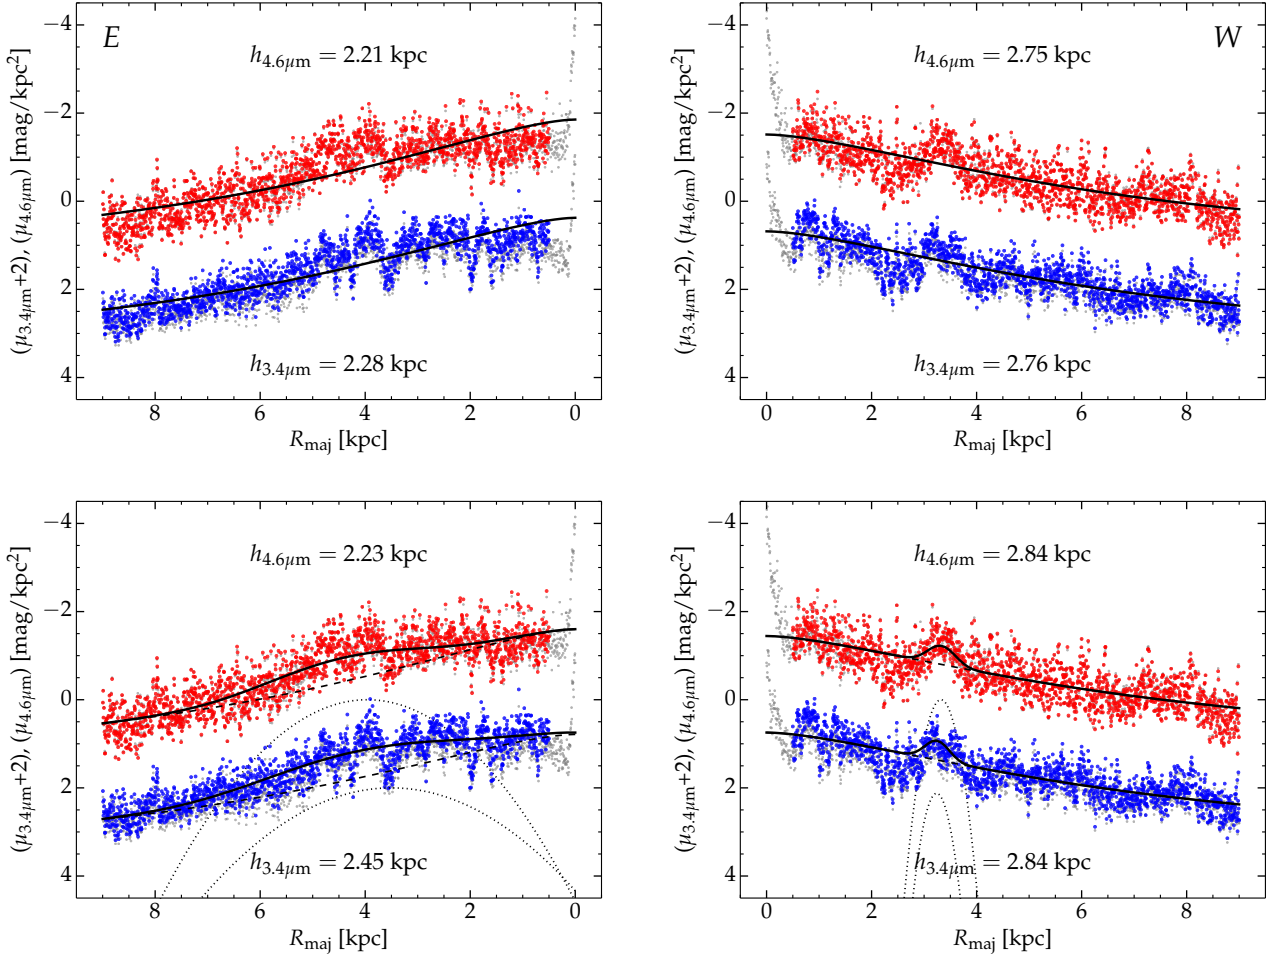 E
h4.6μm = 2.21 kpc
h3.4μm = 2.28 kpc
(μ3.4μm+2), (μ4.6μm) [mag/kpc²]
−4
−2
0
2
4
8 6 4 2 0
Rmaj [kpc]
W
h4.6μm = 2.75 kpc
h3.4μm = 2.76 kpc
(μ3.4μm+2), (μ4.6μm) [mag/kpc²]
−4
−2
0
2
4
0 2 4 6 8
Rmaj [kpc]
h4.6μm = 2.23 kpc
h3.4μm = 2.45 kpc
(μ3.4μm+2), (μ4.6μm) [mag/kpc²]
−4
−2
0
2
4
8 6 4 2 0
Rmaj [kpc]
h4.6μm = 2.84 kpc
h3.4μm = 2.84 kpc
(μ3.4μm+2), (μ4.6μm) [mag/kpc²]
−4
−2
0
2
4
0 2 4 6 8
Rmaj [kpc]